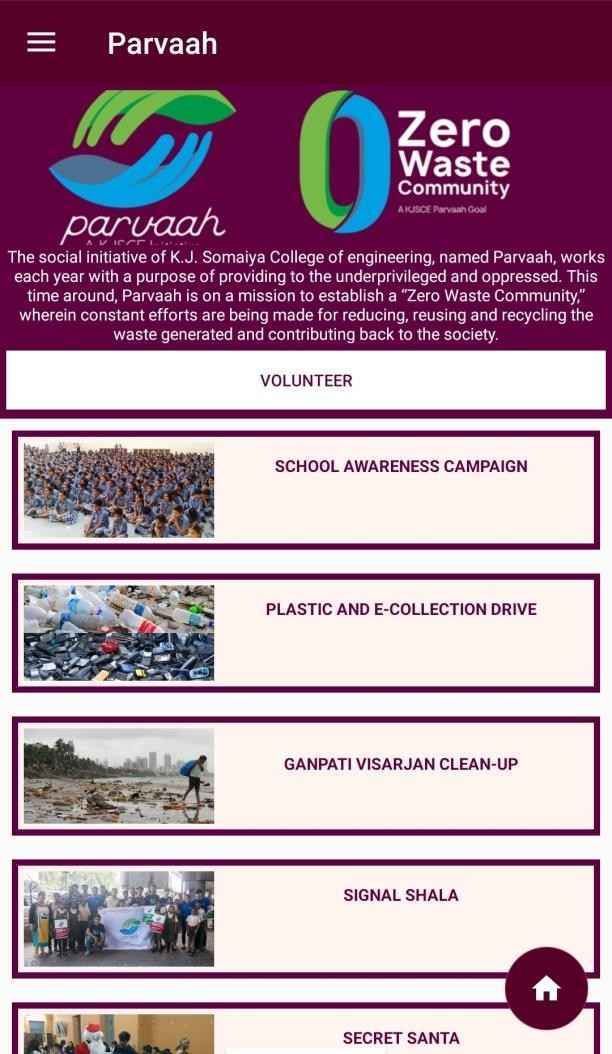 Parvaah
parvaah
A KJSCE Initiative
Zero
Waste
Community
A KJSCE Parvaah Goal
The social initiative of K.J. Somaiya College of engineering, named Parvaah, works
each year with a purpose of providing to the underprivileged and oppressed. This
time around, Parvaah is on a mission to establish a “Zero Waste Community,”
wherein constant efforts are being made for reducing, reusing and recycling the
waste generated and contributing back to the society.
VOLUNTEER
SCHOOL AWARENESS CAMPAIGN
PLASTIC AND E-COLLECTION DRIVE
GANPATI VISARJAN CLEAN-UP
SIGNAL SHALA
SECRET SANTA